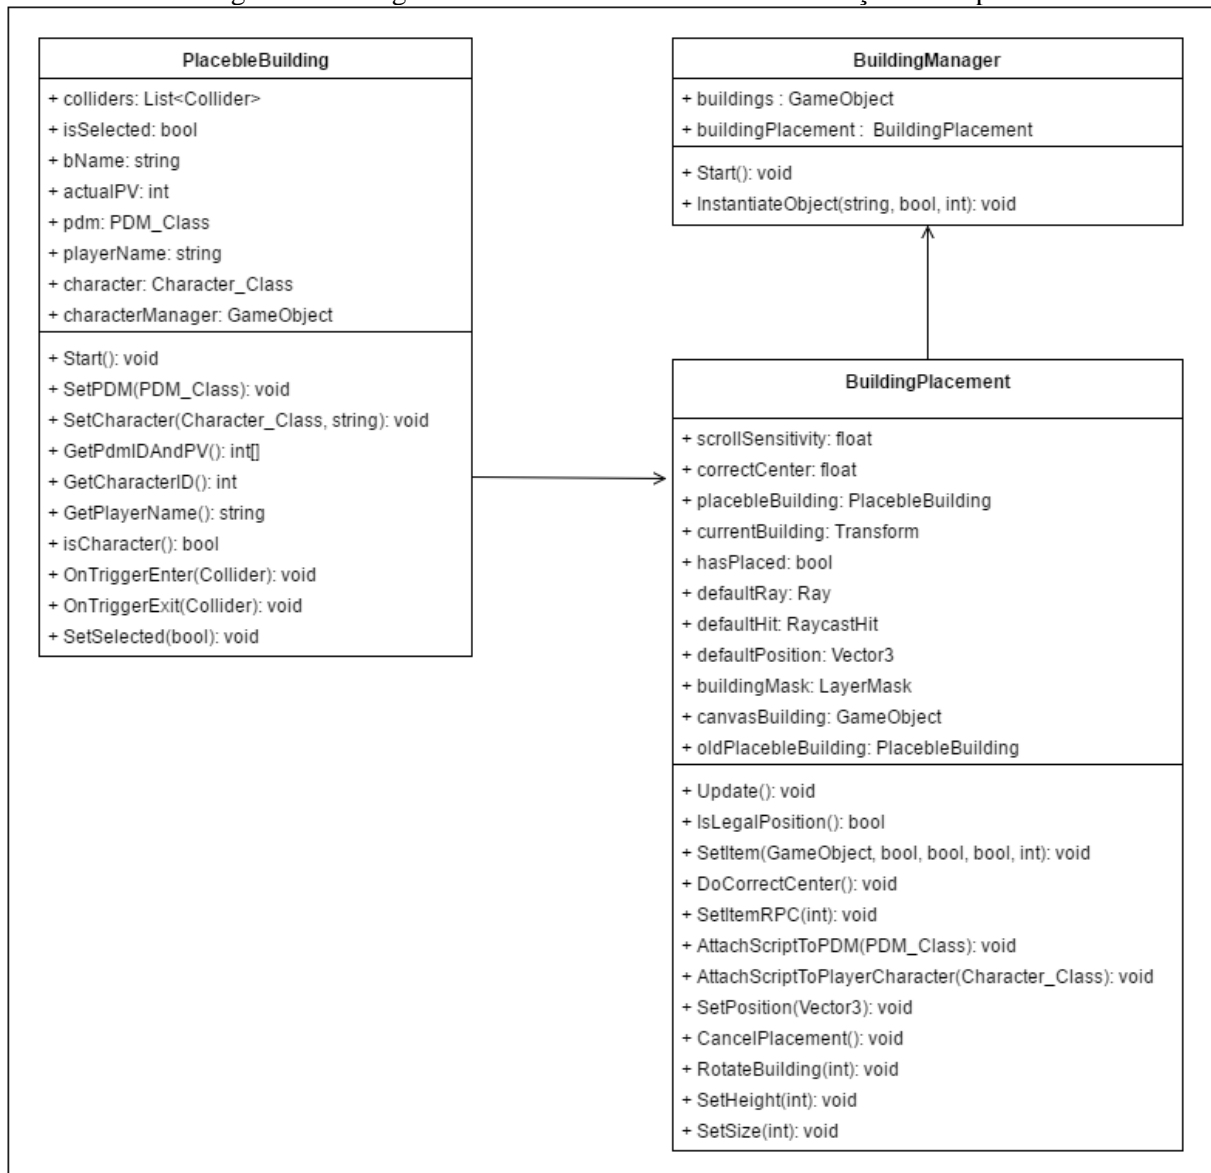 PlacebleBuilding
+ colliders: List<Collider>
+ isSelected: bool
+ bName: string
+ actualPV: int
+ pdm: PDM_Class
+ playerName: string
+ character: Character_Class
+ characterManager: GameObject
+ Start(): void
+ SetPDM(PDM_Class): void
+ SetCharacter(Character_Class, string): void
+ GetPdmIDAndPV(): int[]
+ GetCharacterID(): int
+ GetPlayerName(): string
+ isCharacter(): bool
+ OnTriggerEnter(Collider): void
+ OnTriggerExit(Collider): void
+ SetSelected(bool): void
BuildingManager
+ buildings : GameObject
+ buildingPlacement : BuildingPlacement
+ Start(): void
+ InstantiateObject(string, bool, int): void
BuildingPlacement
+ scrollSensitivity: float
+ correctCenter: float
+ placebleBuilding: PlacebleBuilding
+ currentBuilding: Transform
+ hasPlaced: bool
+ defaultRay: Ray
+ defaultHit: RaycastHit
+ defaultPosition: Vector3
+ buildingMask: LayerMask
+ canvasBuilding: GameObject
+ oldPlacebleBuilding: PlacebleBuilding
+ Update(): void
+ IsLegalPosition(): bool
+ SetItem(GameObject, bool, bool, bool, int): void
+ DoCorrectCenter(): void
+ SetItemRPC(int): void
+ AttachScriptToPDM(PDM_Class): void
+ AttachScriptToPlayerCharacter(Character_Class): void
+ SetPosition(Vector3): void
+ CancelPlacement(): void
+ RotateBuilding(int): void
+ SetHeight(int): void
+ SetSize(int): void